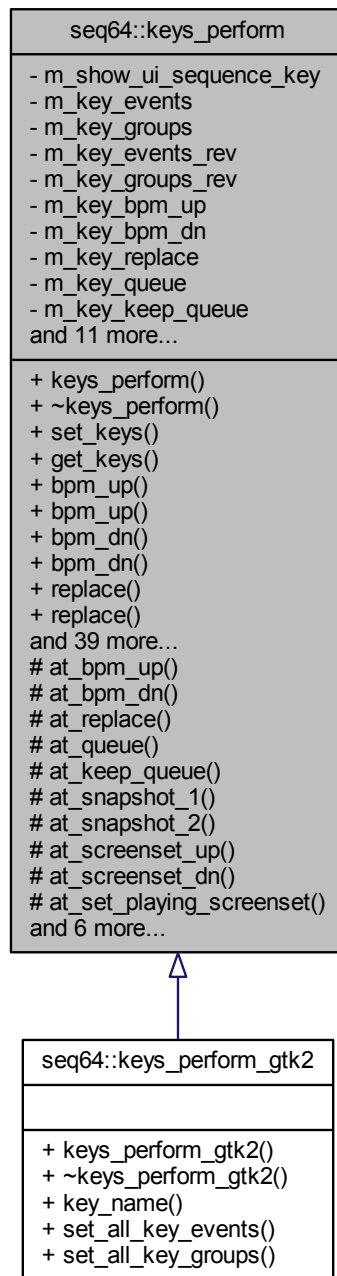 seq64::keys_perform
- m_show_ui_sequence_key
- m_key_events
- m_key_groups
- m_key_events_rev
- m_key_groups_rev
- m_key_bpm_up
- m_key_bpm_dn
- m_key_replace
- m_key_queue
- m_key_keep_queue
and 11 more...
+ keys_perform()
+ ~keys_perform()
+ set_keys()
+ get_keys()
+ bpm_up()
+ bpm_up()
+ bpm_dn()
+ bpm_dn()
+ replace()
+ replace()
and 39 more...
# at_bpm_up()
# at_bpm_dn()
# at_replace()
# at_queue()
# at_keep_queue()
# at_snapshot_1()
# at_snapshot_2()
# at_screenset_up()
# at_screenset_dn()
# at_set_playing_screenset()
and 6 more...
seq64::keys_perform_gtk2
+ keys_perform_gtk2()
+ ~keys_perform_gtk2()
+ key_name()
+ set_all_key_events()
+ set_all_key_groups()